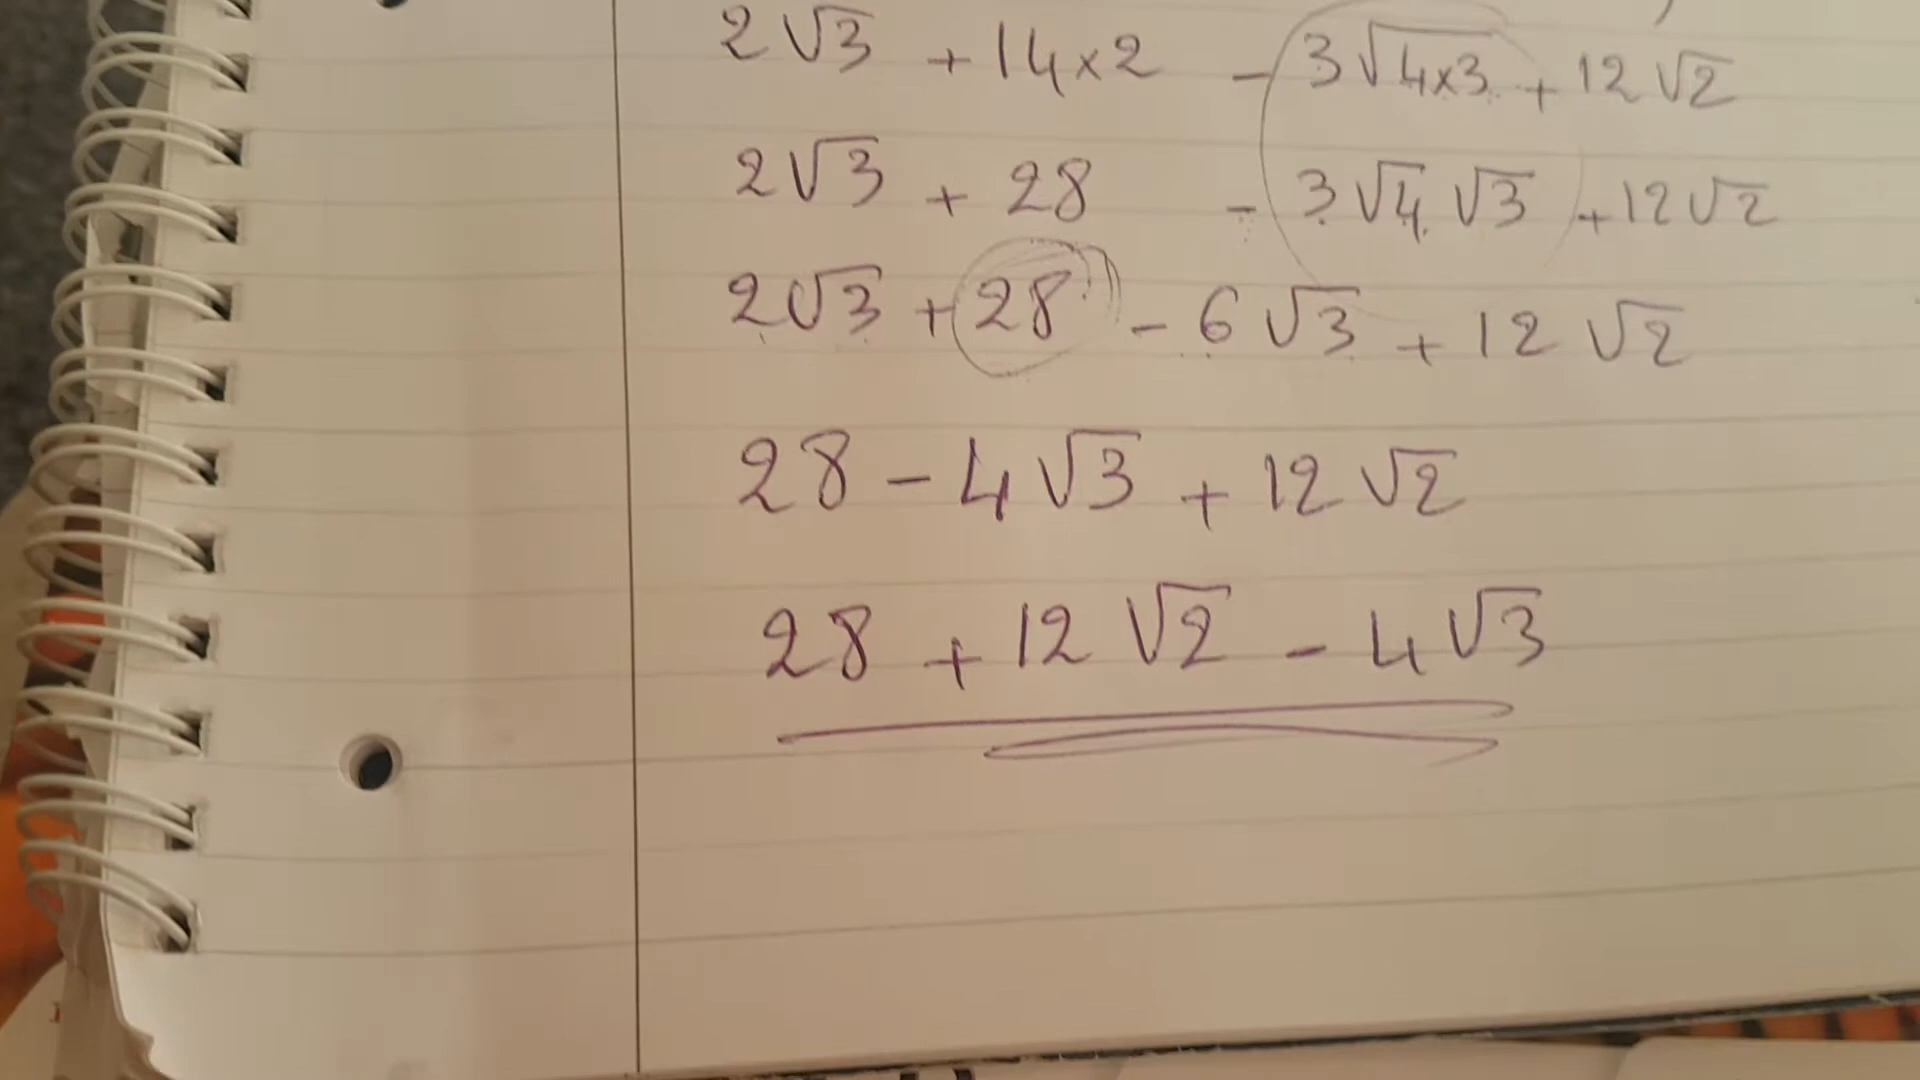 2√3 + 14×2 - 3√4×3 + 12√2
2√3 + 28 - 3√4 √3 + 12√2
2√3 + 28 - 6√3 + 12√2
28 - 4√3 + 12√2
28 + 12√2 - 4√3